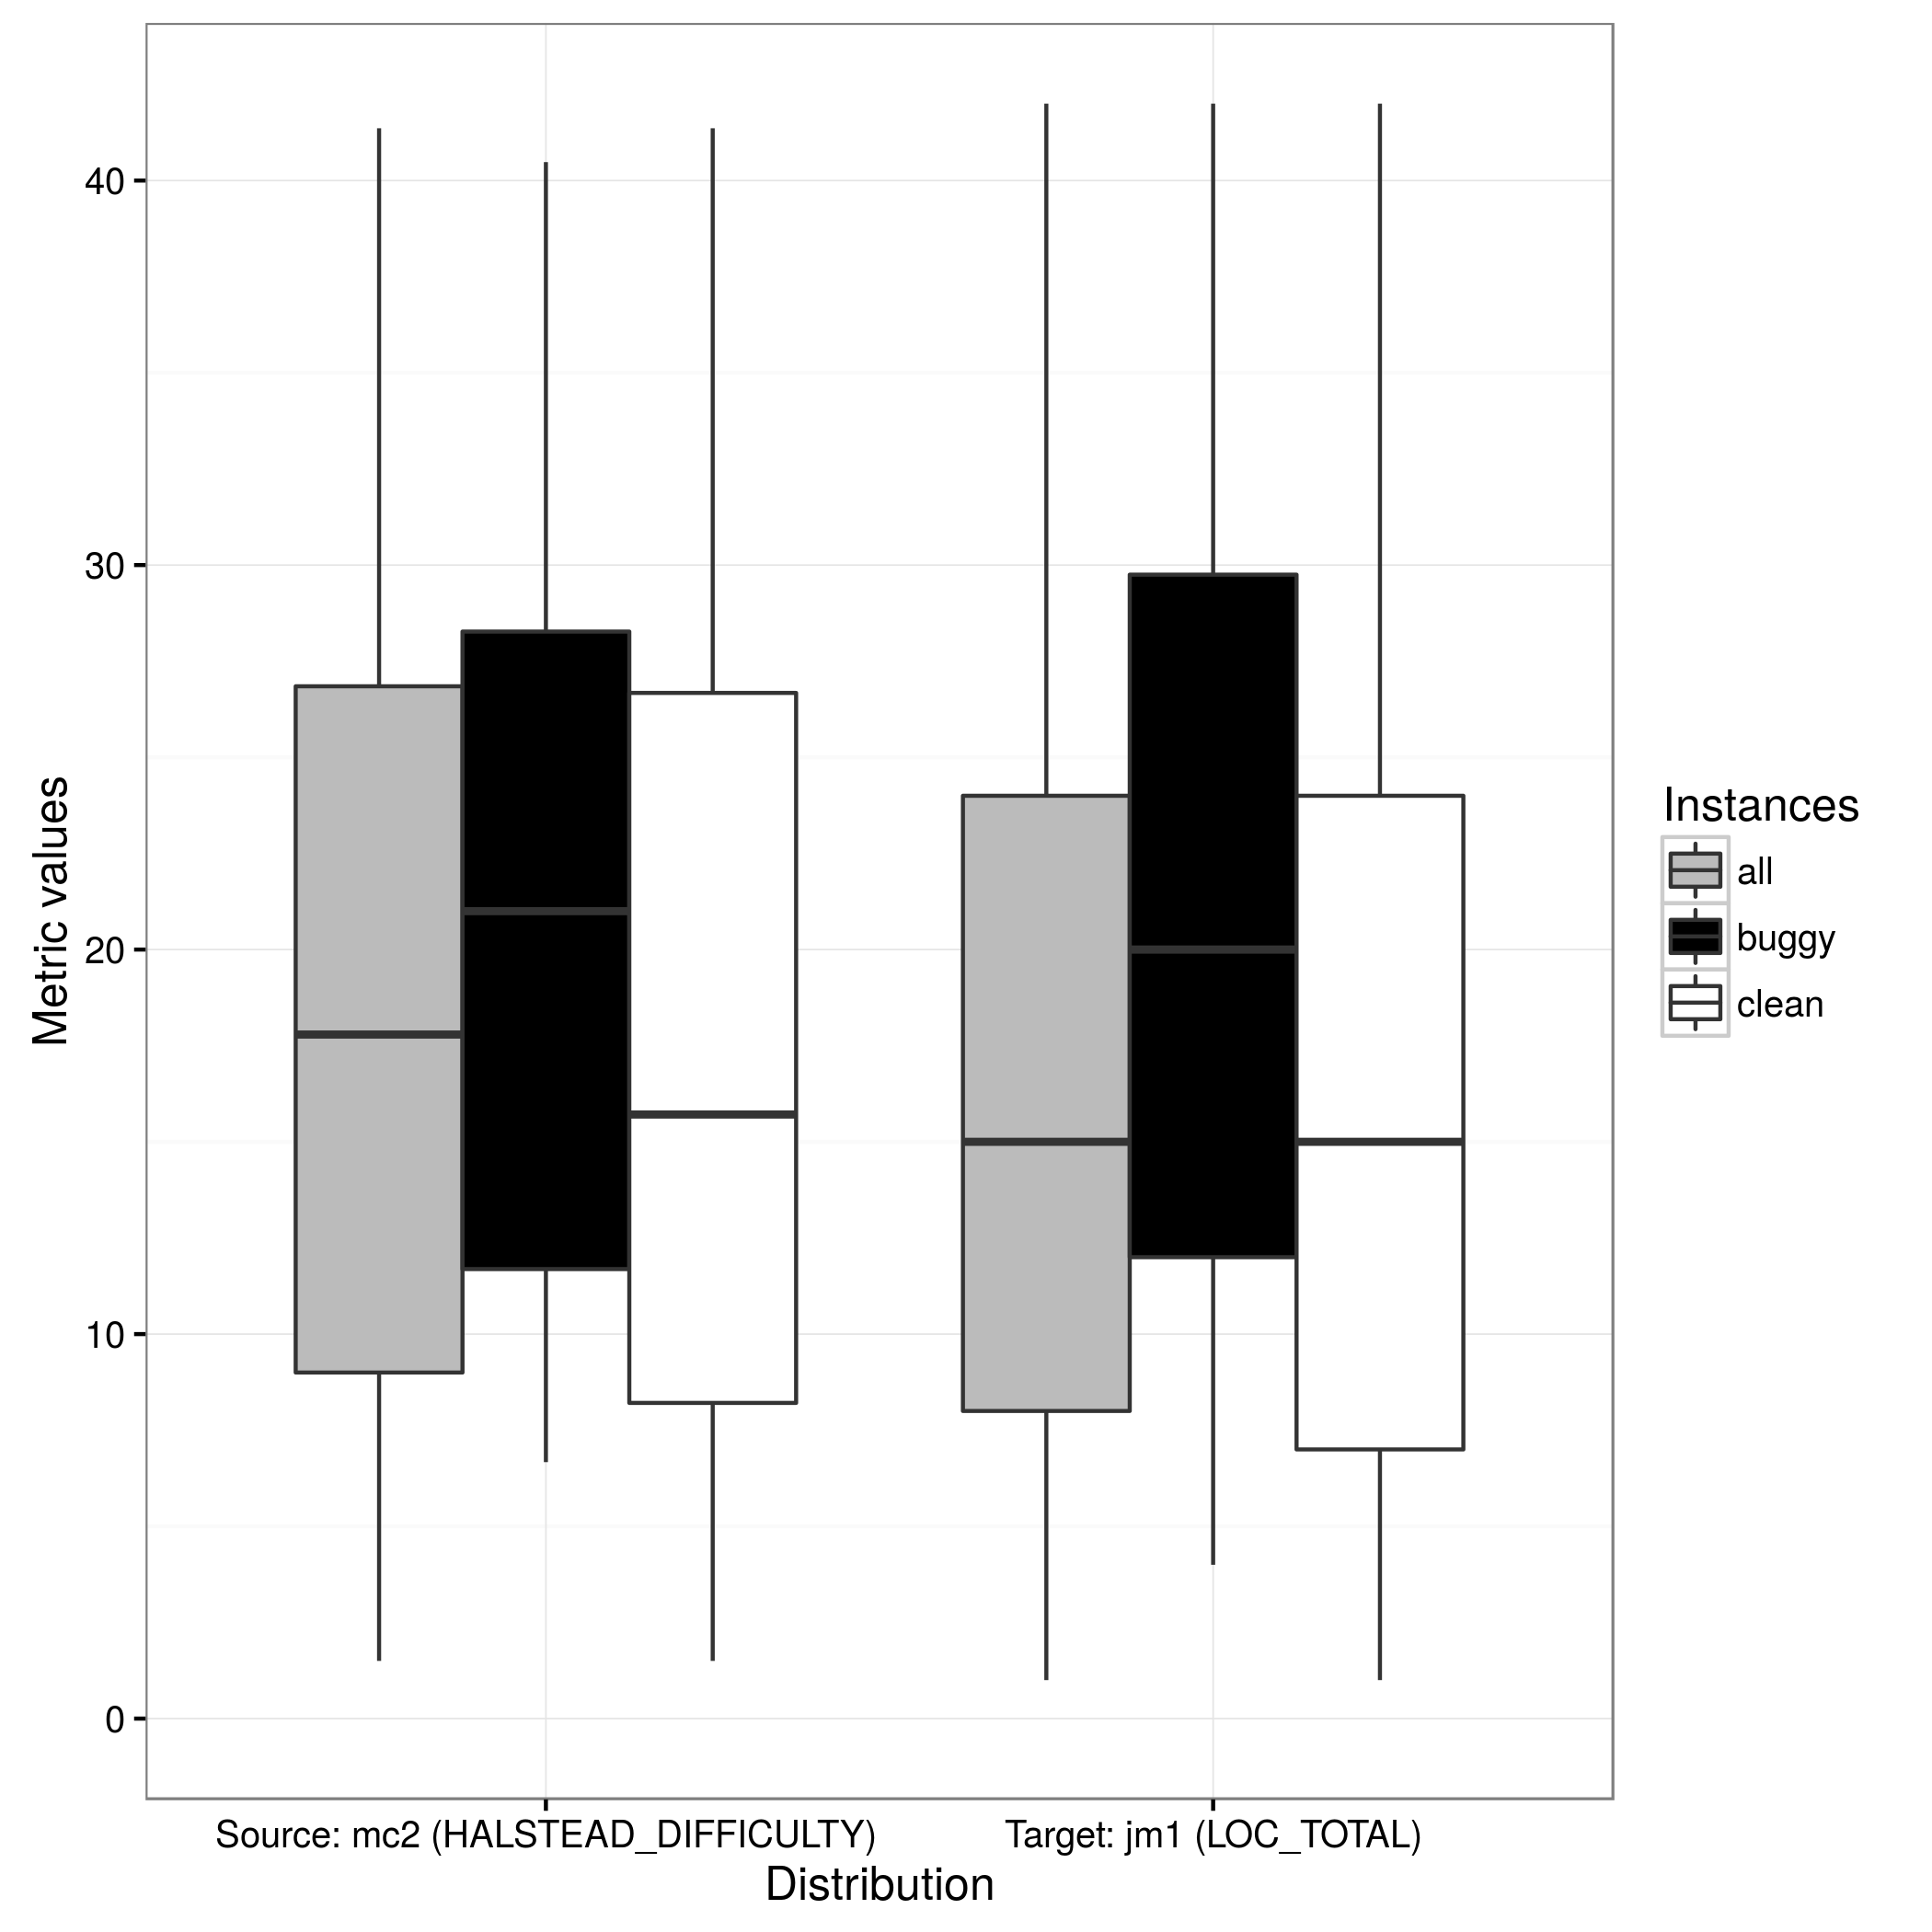 40
30
20
10
0
Metric values
Source: mc2 (HALSTEAD_DIFFICULTY)
Target: jm1 (LOC_TOTAL)
Distribution
Instances
all
buggy
clean